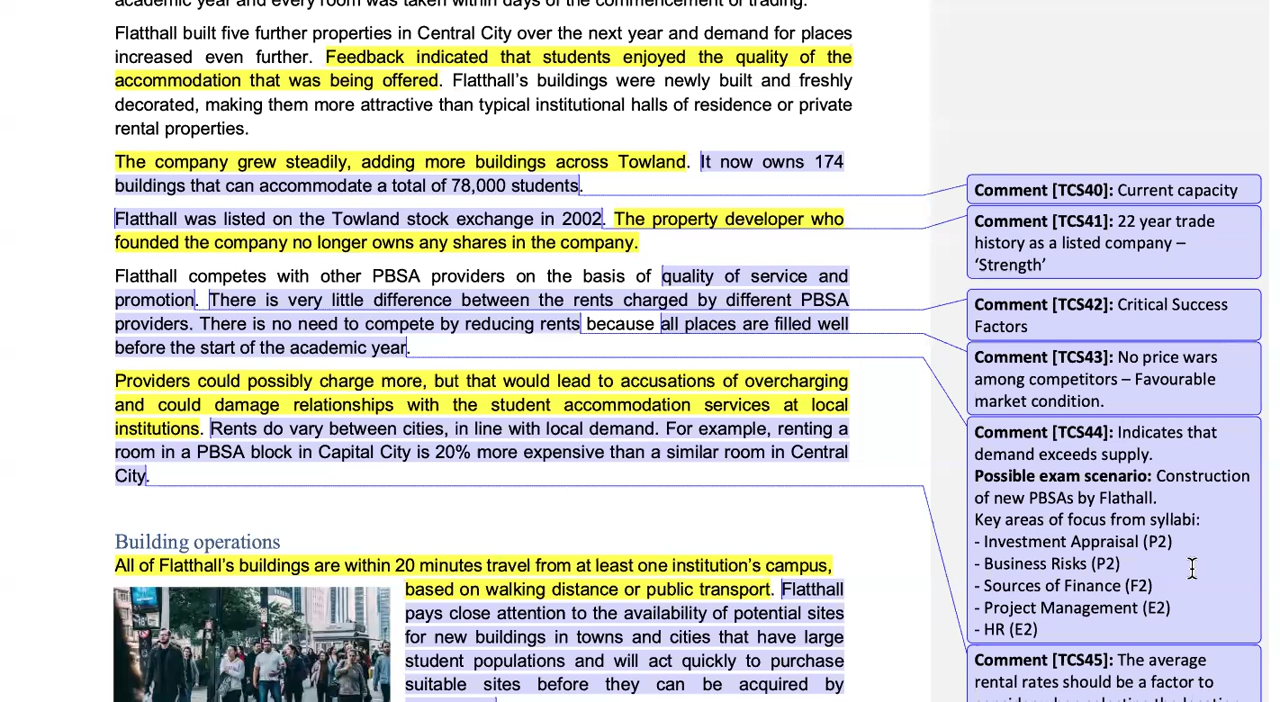 academic year and every room was taken within days of the commencement of trading.
Flatthall built five further properties in Central City over the next year and demand for places
increased even further. Feedback indicated that students enjoyed the quality of the
accommodation that was being offered. Flatthall's buildings were newly built and freshly
decorated, making them more attractive than typical institutional halls of residence or private
rental properties.
The company grew steadily, adding more buildings across Towland. It now owns 174
buildings that can accommodate a total of 78,000 students.
Flatthall was listed on the Towland stock exchange in 2002. The property developer who
founded the company no longer owns any shares in the company.
Flatthall competes with other PBSA providers on the basis of quality of service and
promotion. There is very little difference between the rents charged by different PBSA
providers. There is no need to compete by reducing rents because all places are filled well
before the start of the academic year.
Providers could possibly charge more, but that would lead to accusations of overcharging
and could damage relationships with the student accommodation services at local
institutions. Rents do vary between cities, in line with local demand. For example, renting a
room in a PBSA block in Capital City is 20% more expensive than a similar room in Central
City.
Building operations
All of Flatthall's buildings are within 20 minutes travel from at least one institution's campus,
based on walking distance or public transport. Flatthall
pays close attention to the availability of potential sites
for new buildings in towns and cities that have large
student populations and will act quickly to purchase
suitable sites before they can be acquired by
Comment [TCS40]: Current capacity
Comment [TCS41]: 22 year trade
history as a listed company –
'Strength'
Comment [TCS42]: Critical Success
Factors
Comment [TCS43]: No price wars
among competitors – Favourable
market condition.
Comment [TCS44]: Indicates that
demand exceeds supply.
Possible exam scenario: Construction
of new PBSAs by Flathall.
Key areas of focus from syllabi:
- Investment Appraisal (P2)
- Business Risks (P2)
- Sources of Finance (F2)
- Project Management (E2)
- HR (E2)
Comment [TCS45]: The average
rental rates should be a factor to